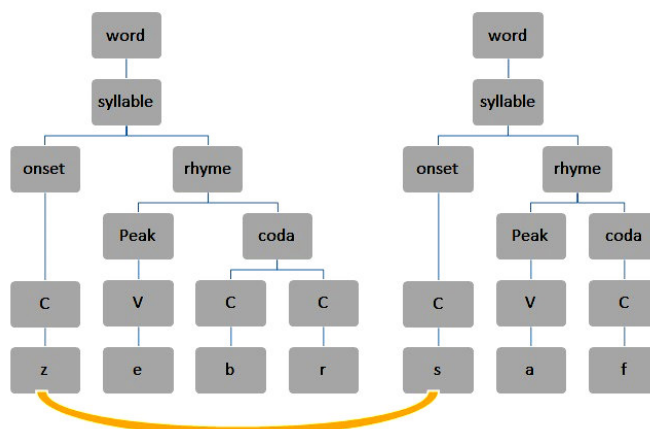 word word
syllable syllable
onset rhyme onset rhyme
Peak coda Peak coda
C V C C C V C
z e b r s a f